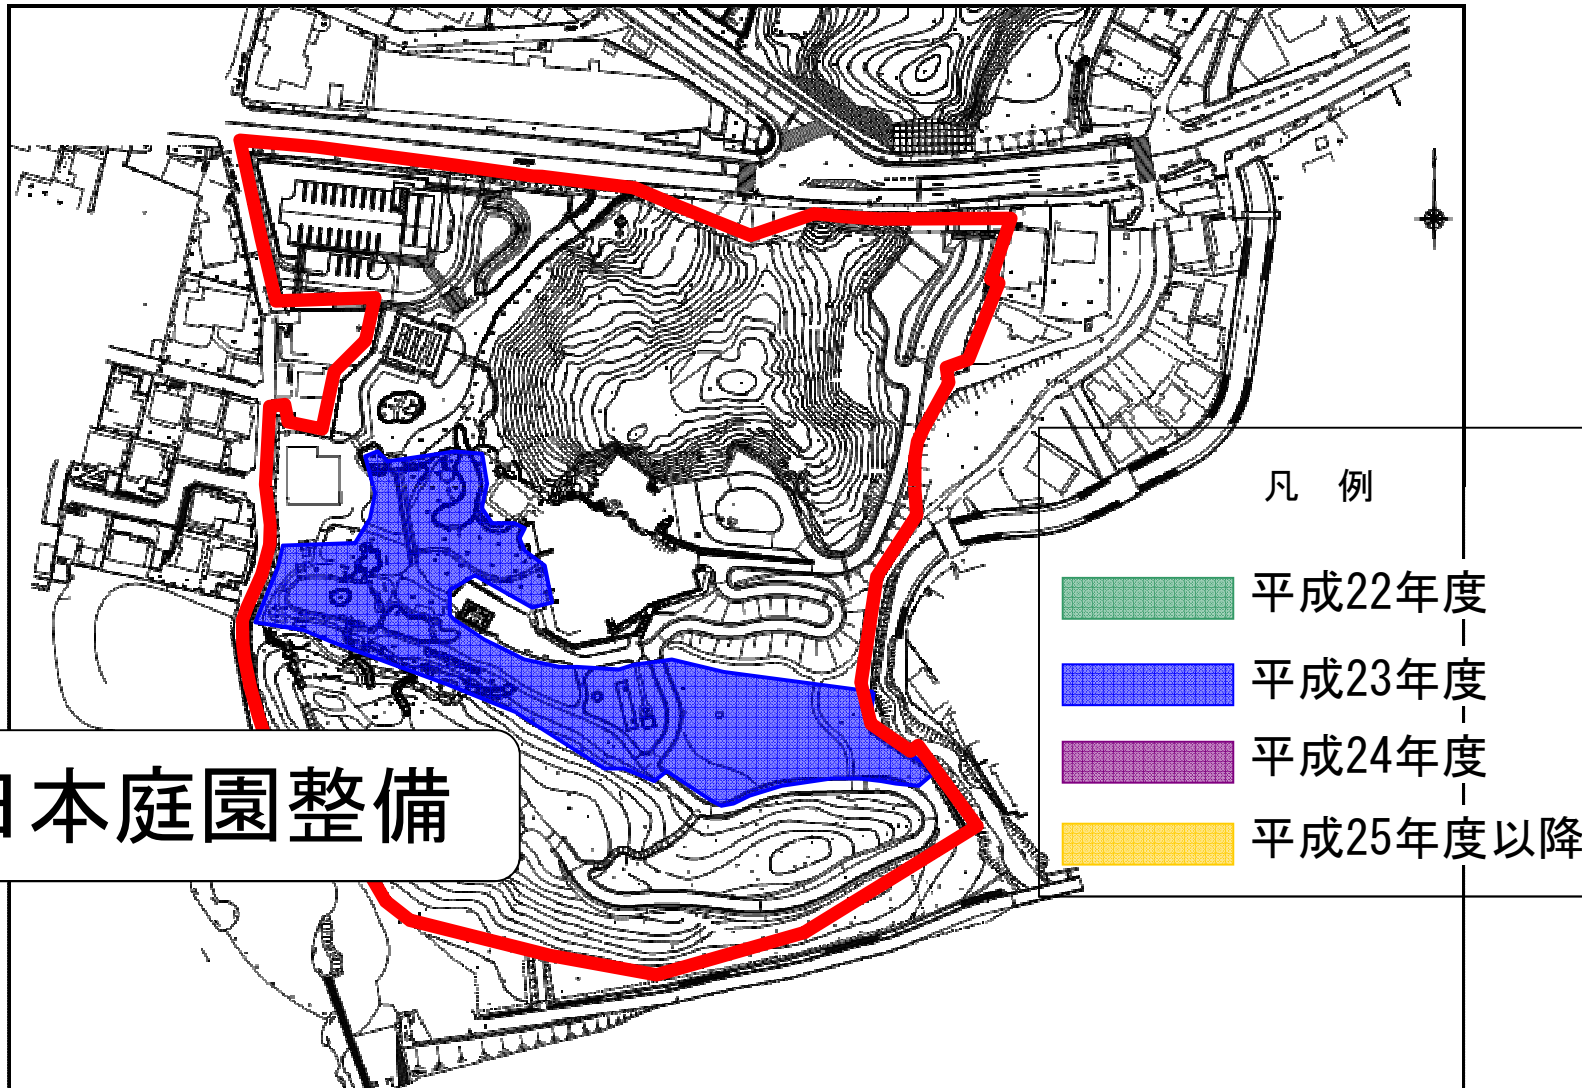 凡 例
平成22年度
平成23年度
平成24年度
平成25年度以降
日本庭園整備